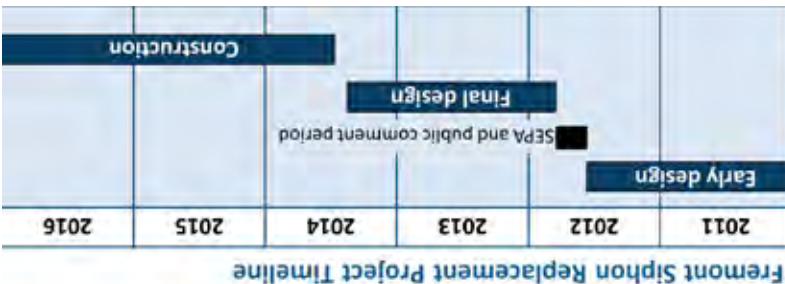 Fremont Siphon Replacement Project Timeline
2011 2012 2013 2014 2015 2016
Early design
SEPA and public comment period
Final design
Construction